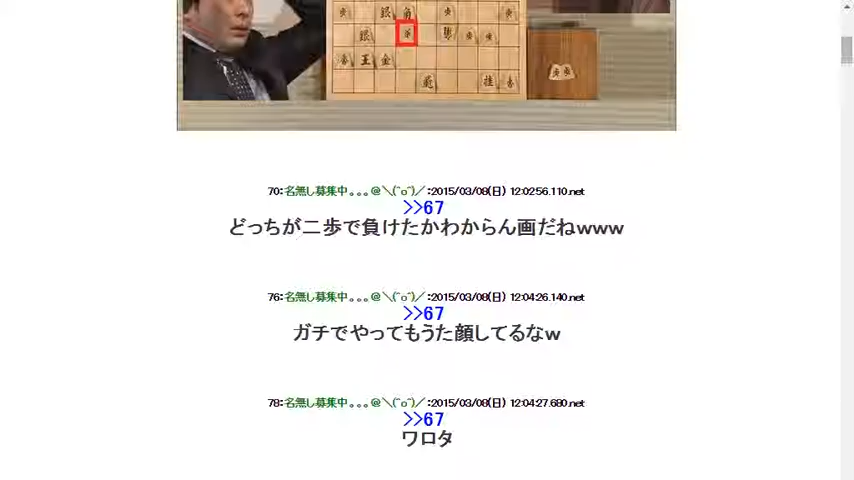 70：名無し募集中。。。＠＼(^o^)／：2015/03/08(日) 12:02:56.110.net
>>67
どっちが二歩で負けたかわからん画だねwww
76：名無し募集中。。。＠＼(^o^)／：2015/03/08(日) 12:04:26.140.net
>>67
ガチでやってもうた顔してるなw
78：名無し募集中。。。＠＼(^o^)／：2015/03/08(日) 12:04:27.680.net
>>67
ワロタ